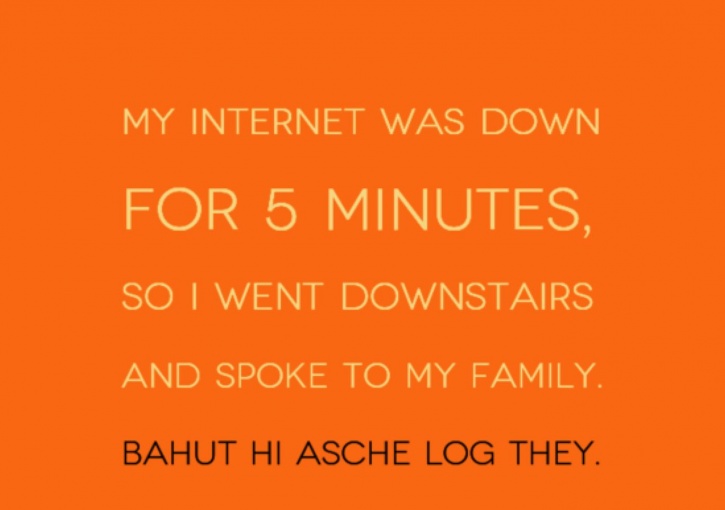 MY INTERNET WAS DOWN
FOR 5 MINUTES,
SO I WENT DOWNSTAIRS
AND SPOKE TO MY FAMILY.
BAHUT HI ASCHE LOG THEY.